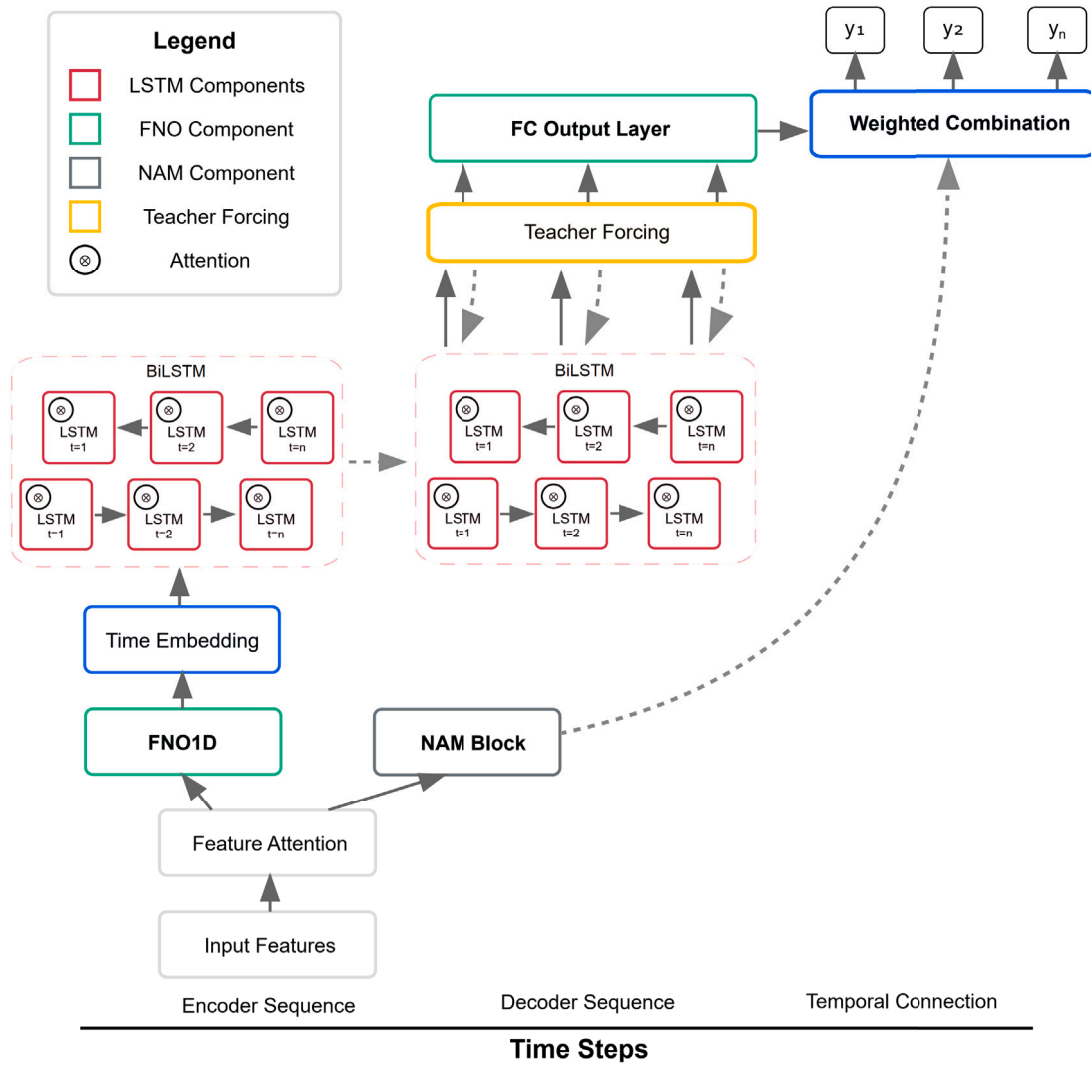 Legend
LSTM Components
FNO Component
NAM Component
Teacher Forcing
⊗ Attention
y₁
y₂
yₙ
FC Output Layer
Weighted Combination
Teacher Forcing
BiLSTM
⊗
LSTM
t=1
⊗
LSTM
t=2
⊗
LSTM
t=n
⊗
LSTM
t=1
⊗
LSTM
t=2
⊗
LSTM
t=n
BiLSTM
⊗
LSTM
t=1
⊗
LSTM
t=2
⊗
LSTM
t=n
⊗
LSTM
t=1
⊗
LSTM
t=2
⊗
LSTM
t=n
Time Embedding
FNO1D
NAM Block
Feature Attention
Input Features
Encoder Sequence
Decoder Sequence
Temporal Connection
Time Steps